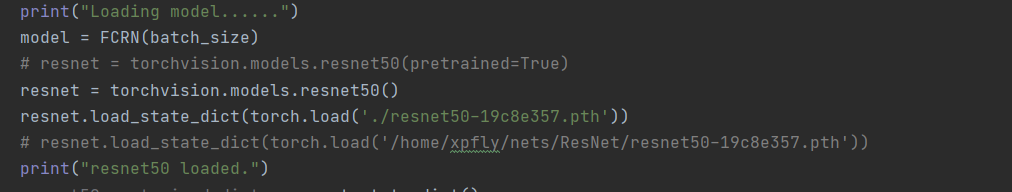 print("Loading model......")
model = FCRN(batch_size)
# resnet = torchvision.models.resnet50(pretrained=True)
resnet = torchvision.models.resnet50()
resnet.load_state_dict(torch.load('./resnet50-19c8e357.pth'))
# resnet.load_state_dict(torch.load('/home/xpfly/nets/ResNet/resnet50-19c8e357.pth'))
print("resnet50 loaded.")